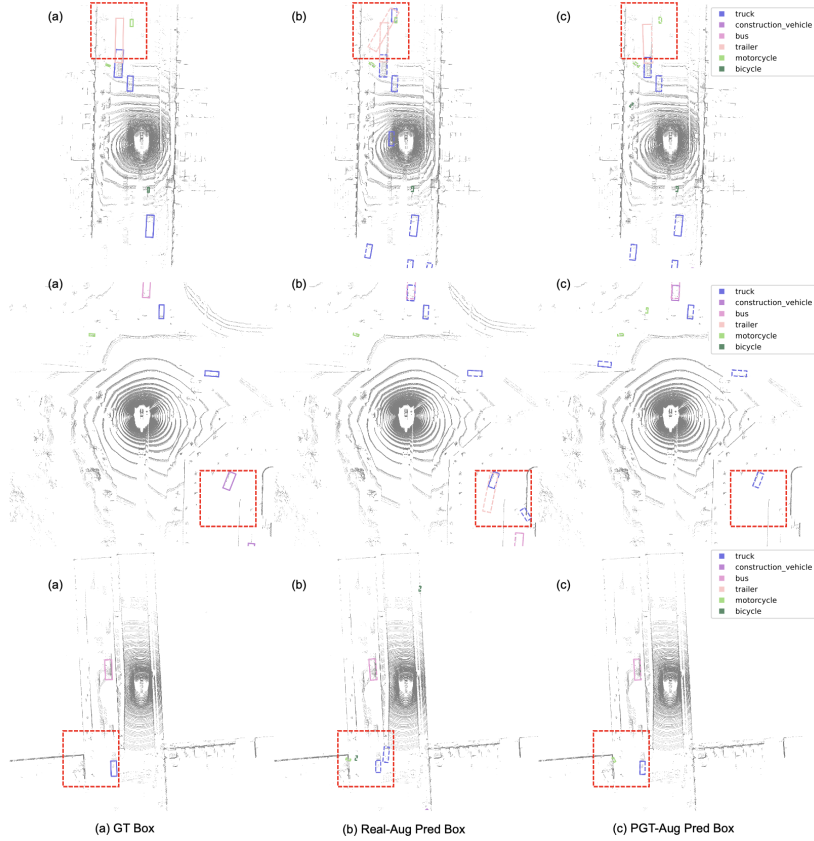 (a)
(b)
(c)
truck
construction_vehicle
bus
trailer
motorcycle
bicycle
(a)
(b)
(c)
truck
construction_vehicle
bus
trailer
motorcycle
bicycle
(a)
(b)
(c)
truck
construction_vehicle
bus
trailer
motorcycle
bicycle
(a) GT Box
(b) Real-Aug Pred Box
(c) PGT-Aug Pred Box